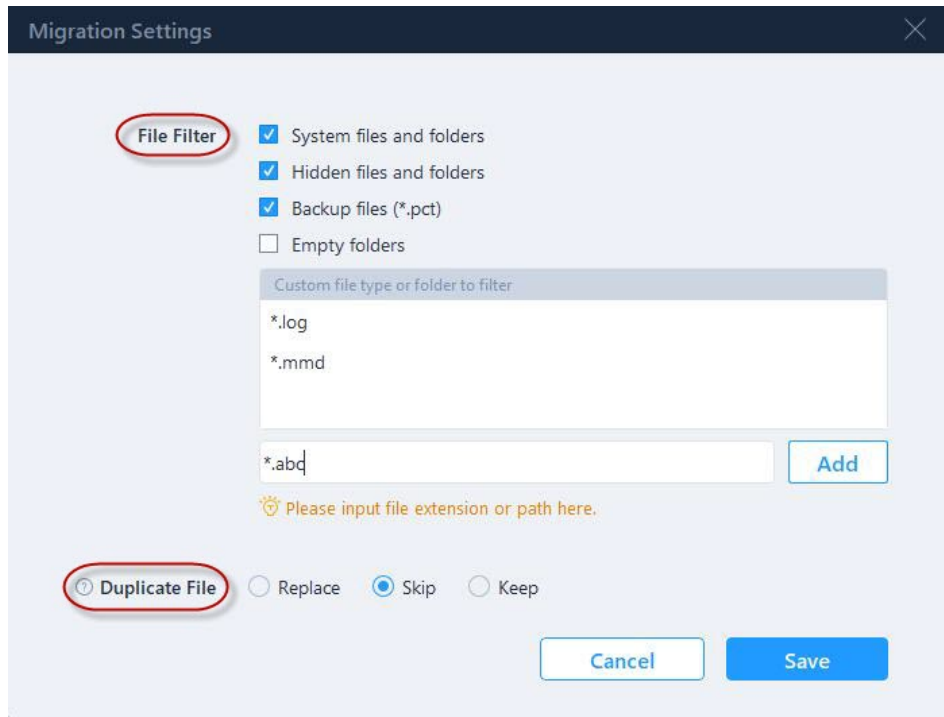 Migration Settings
File Filter
System files and folders
Hidden files and folders
Backup files (*.pct)
Empty folders
Custom file type or folder to filter
*.log
*.mmd
*.abc
Add
Please input file extension or path here.
Duplicate File Replace Skip Keep
Cancel Save